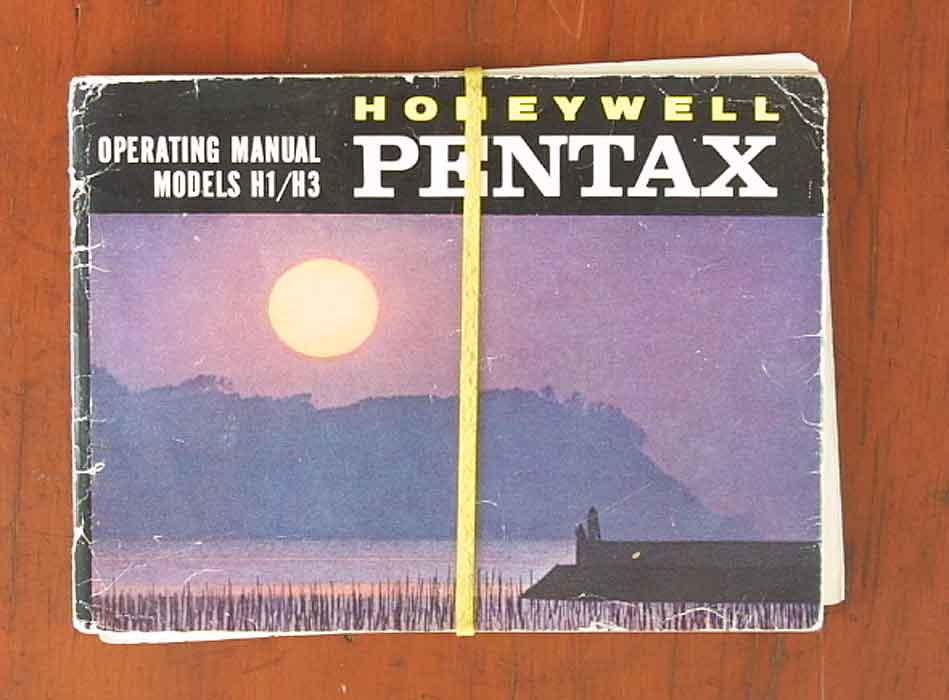 HONEYWELL
PENTAX
OPERATING MANUAL
MODELS H1/H3